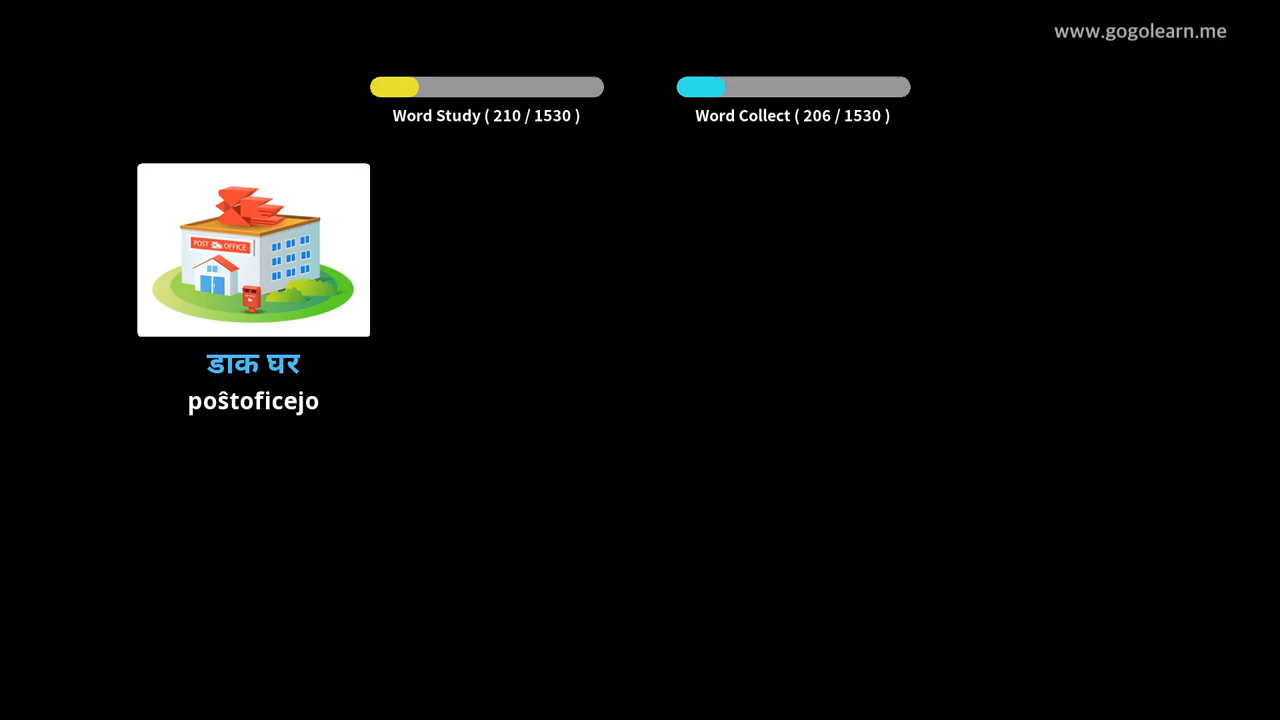 www.gogolearn.me
Word Study ( 210 / 1530 )
Word Collect ( 206 / 1530 )
POST OFFICE
डाक घर
poŝtoficejo